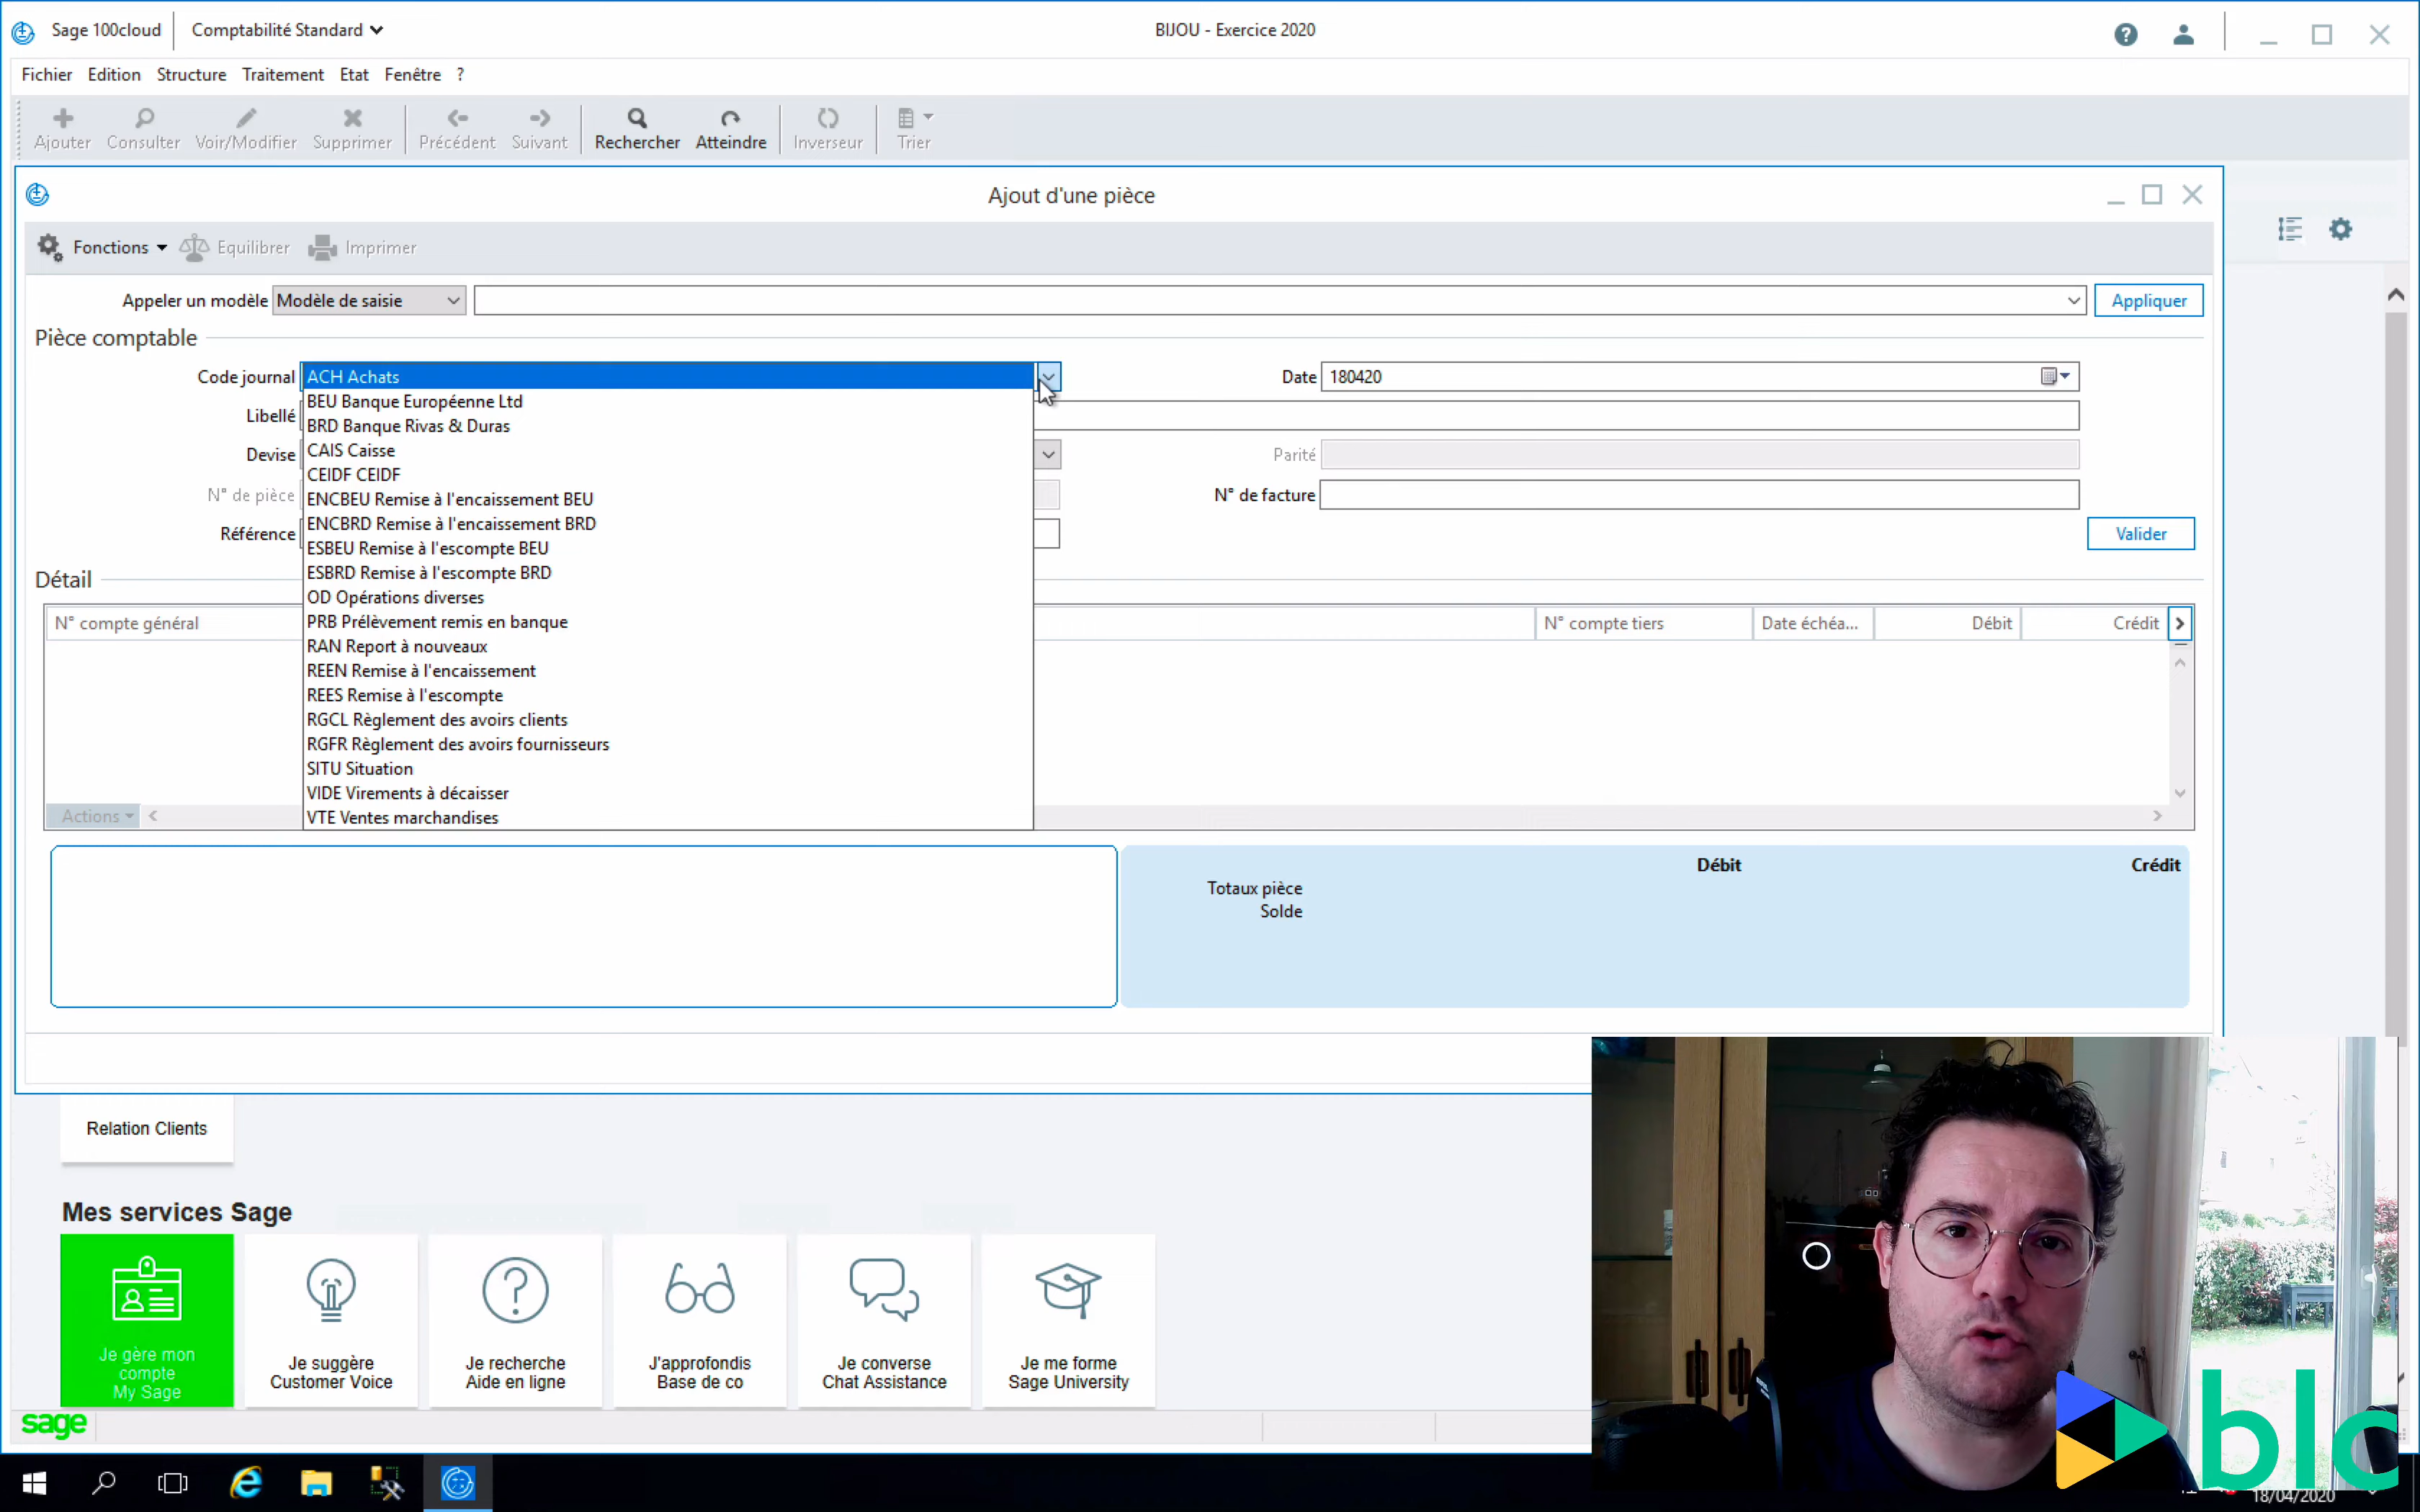 Sage 100cloud Comptabilité Standard BIJOU - Exercice 2020
Fichier Edition Structure Traitement Etat Fenêtre ?
Ajouter Consulter Voir/Modifier Supprimer Précédent Suivant Rechercher Atteindre Inverseur Trier
Ajout d'une pièce
Fonctions Equilibrer Imprimer
Appeler un modèle Modèle de saisie Appliquer
Pièce comptable
Code journal ACH Achats Date 180420
BEU Banque Européenne Ltd
Libellé
BRD Banque Rivas & Duras
CAIS Caisse
Devise Parité
CEIDF CEIDF
N° de pièce ENCBEU Remise à l'encaissement BEU N° de facture
ENCBRD Remise à l'encaissement BRD
Référence Valider
ESBEU Remise à l'escompte BEU
ESBRD Remise à l'escompte BRD
Détail
OD Opérations diverses
N° compte général PRB Prélèvement remis en banque N° compte tiers Date échéa... Débit Crédit
RAN Report à nouveaux
REEN Remise à l'encaissement
REES Remise à l'escompte
RGCL Règlement des avoirs clients
RGFR Règlement des avoirs fournisseurs
SITU Situation
VIDE Virements à décaisser
Actions VTE Ventes marchandises
Débit Crédit
Totaux pièce
Solde
Relation Clients
Mes services Sage
Je gère mon
compte
My Sage
Je suggère
Customer Voice
Je recherche
Aide en ligne
J'approfondis
Base de co
Je converse
Chat Assistance
Je me forme
Sage University
sage
blc
18/04/2020